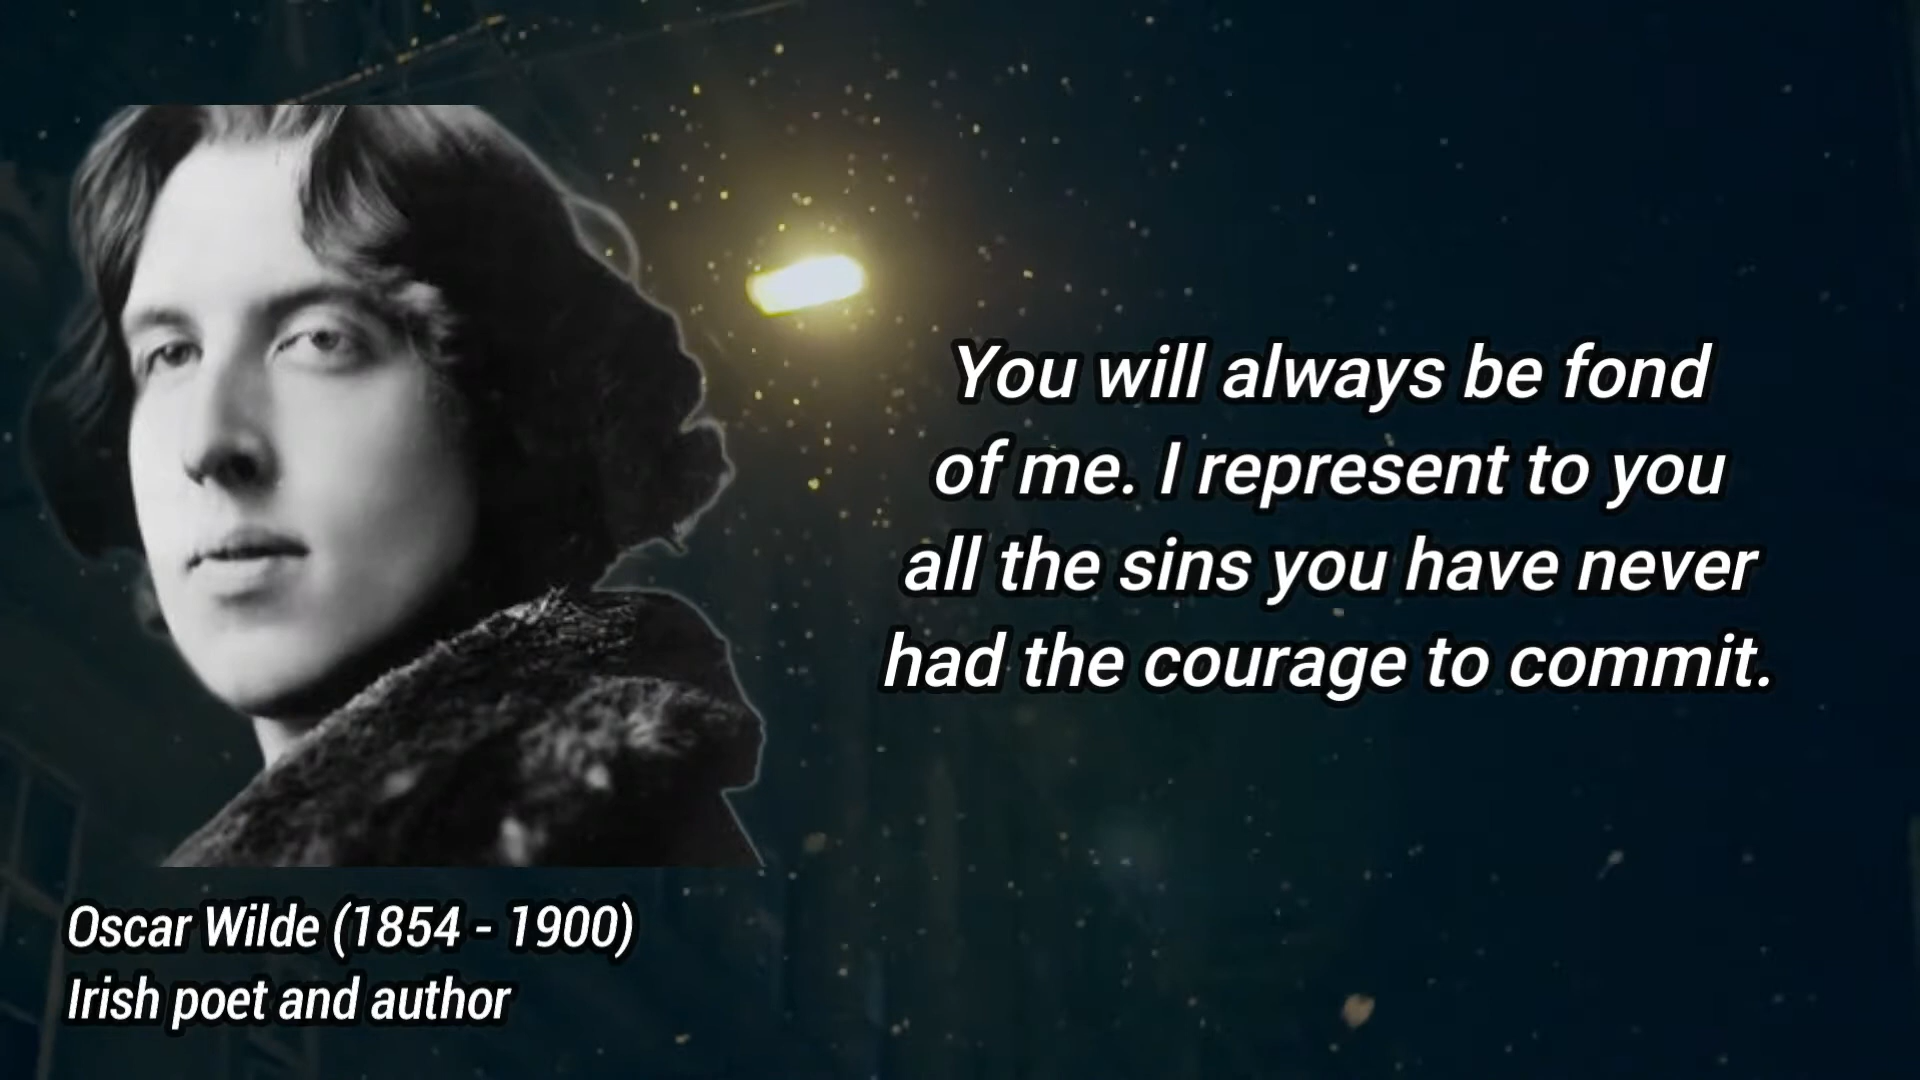 You will always be fond
of me. I represent to you
all the sins you have never
had the courage to commit.
Oscar Wilde (1854 - 1900)
Irish poet and author